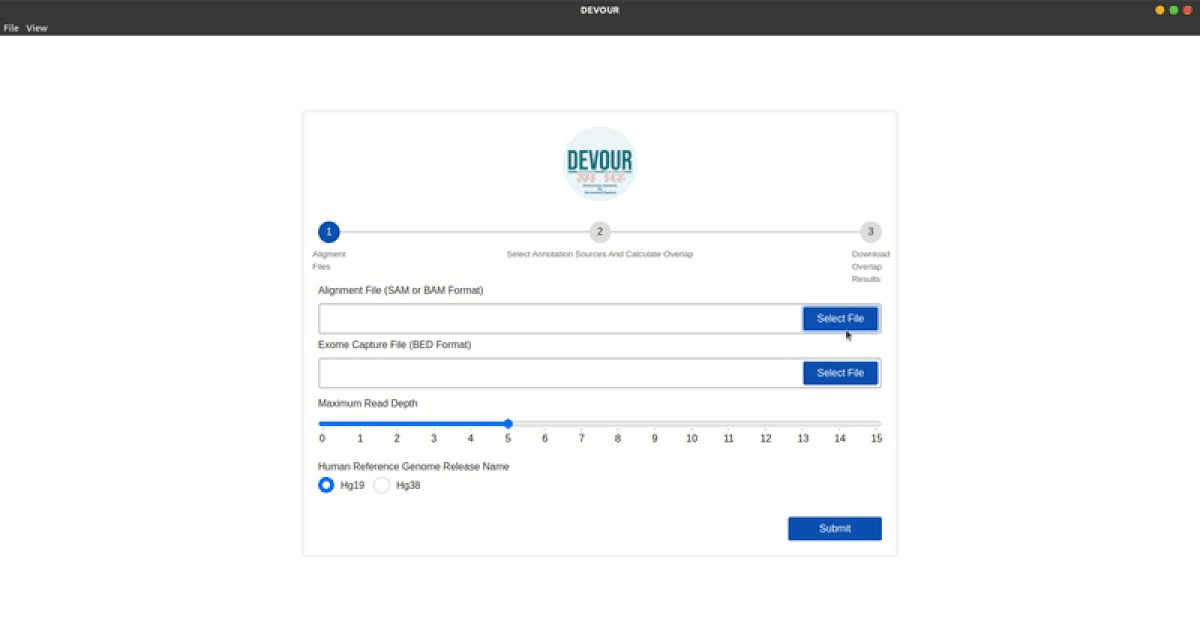 DEVOUR
File View
DEVOUR
1 2 3
Aligment Select Annotation Sources And Calculate Overlap Download
Files Overlap
Results
Alignment File (SAM or BAM Format)
Select File
Exome Capture File (BED Format)
Select File
Maximum Read Depth
0 1 2 3 4 5 6 7 8 9 10 11 12 13 14 15
Human Reference Genome Release Name
Hg19 Hg38
Submit